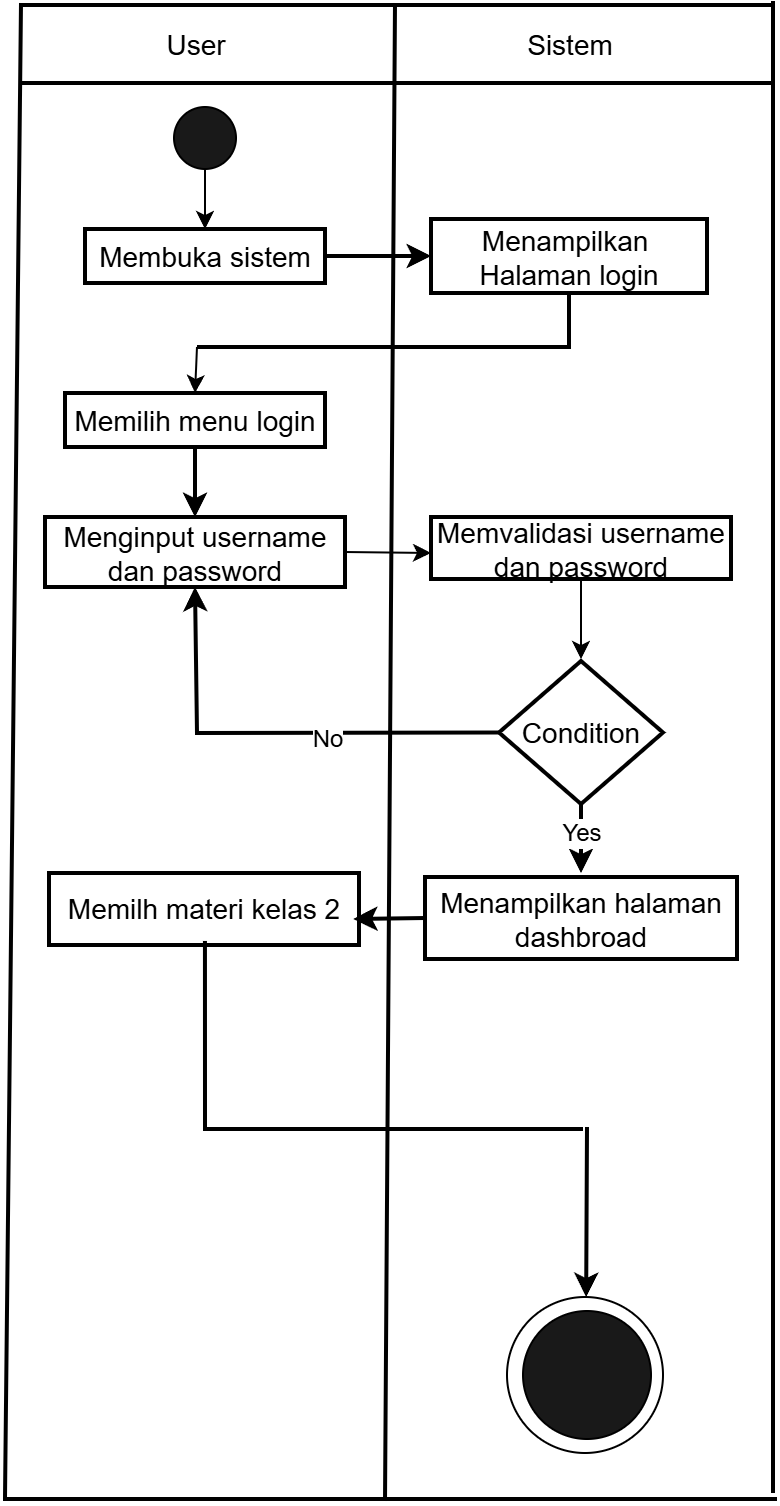 User
Sistem
Membuka sistem
Menampilkan
Halaman login
Memilih menu login
Menginput username
dan password
Memvalidasi username
dan password
Condition
No
Yes
Memilh materi kelas 2
Menampilkan halaman
dashbroad